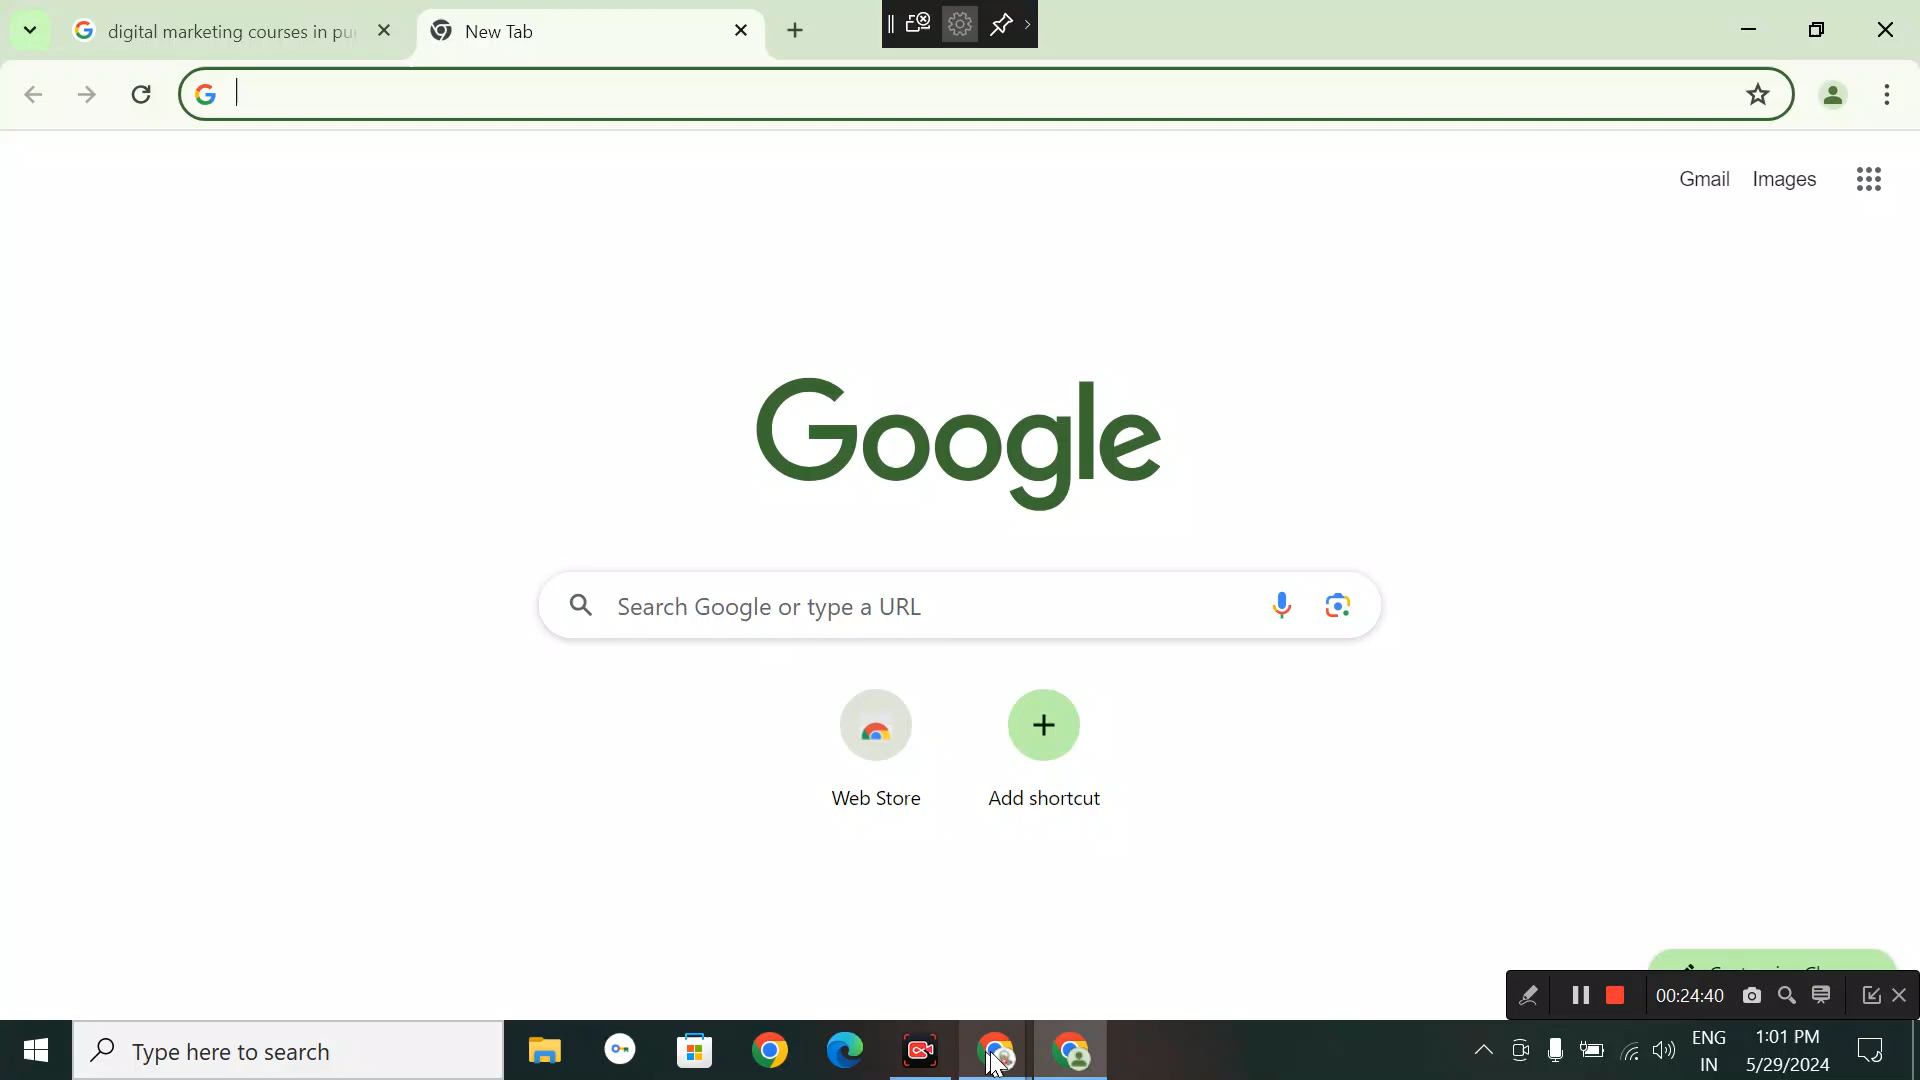 digital marketing courses in pu
New Tab
Gmail
Images
Google
Search Google or type a URL
Web Store
Add shortcut
00:24:40
Type here to search
ENG
IN
1:01 PM
5/29/2024